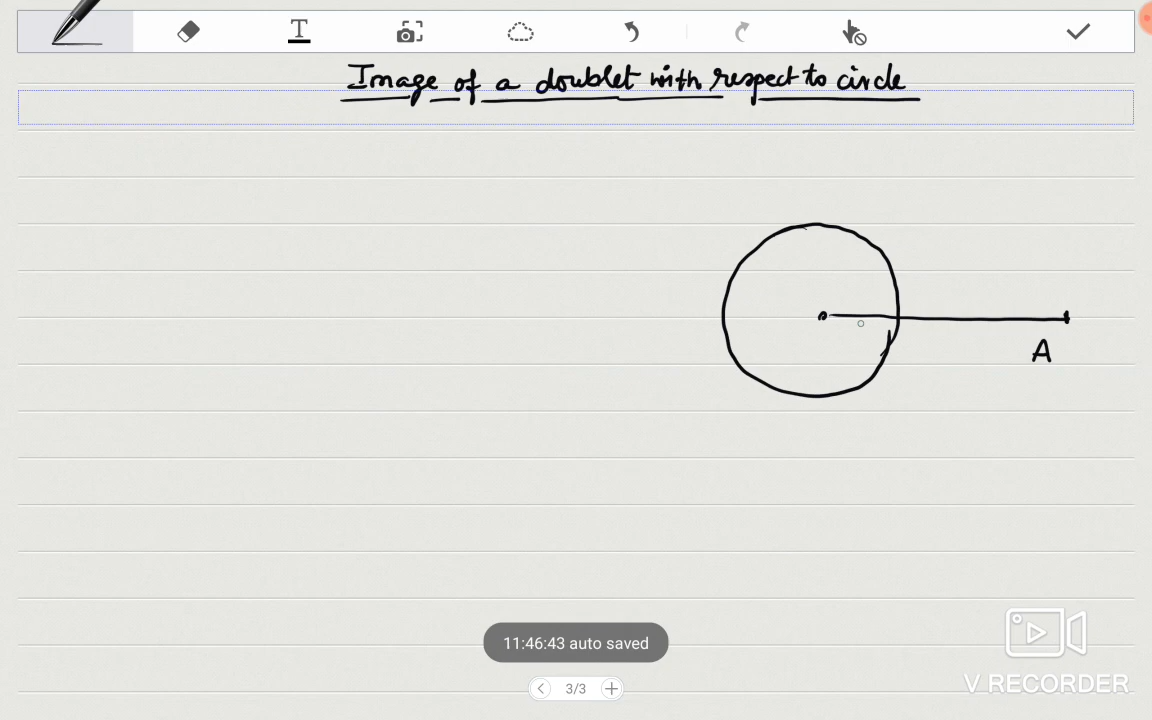 T
Image of a doublet with respect to circle
A
11:46:43 auto saved
3/3
V RECORDER